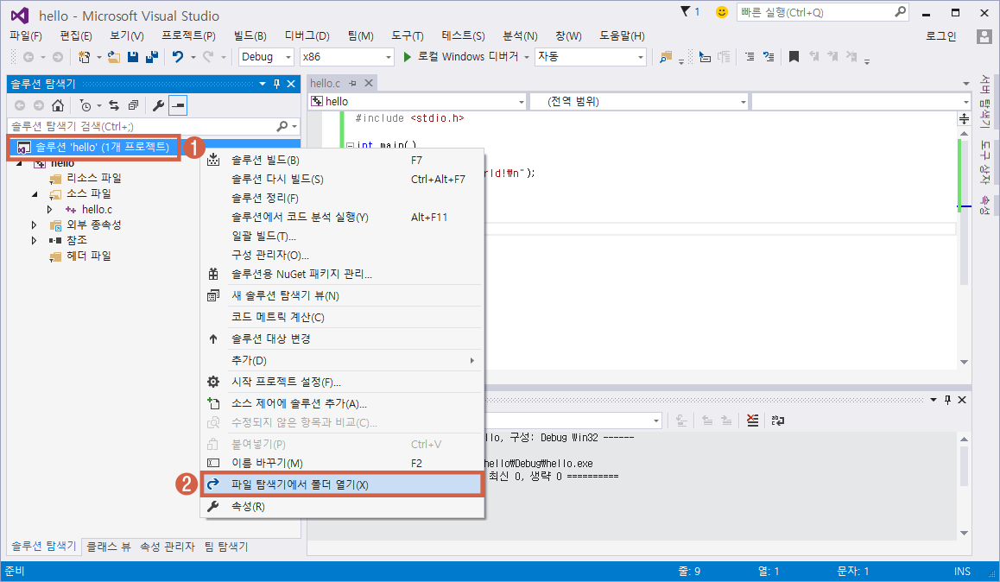 hello - Microsoft Visual Studio
1
빠른 실행(Ctrl+Q)
파일(F) 편집(E) 보기(V) 프로젝트(P) 빌드(B) 디버그(D) 팀(M) 도구(T) 테스트(S) 분석(N) 창(W) 도움말(H)
로그인
Debug x86 로컬 Windows 디버거 자동
솔루션 탐색기
솔루션 탐색기 검색(Ctrl+;)
솔루션 'hello' (1개 프로젝트)
1
hello
리소스 파일
소스 파일
hello.c
외부 종속성
참조
헤더 파일
솔루션 탐색기 클래스 뷰 속성 관리자 팀 탐색기
hello.c
hello (전역 범위)
#include <stdio.h>
int main()
rld!₩n");
서버 탐색기
도구 상자
속성
솔루션 빌드(B) F7
솔루션 다시 빌드(S) Ctrl+Alt+F7
솔루션 정리(F)
솔루션에서 코드 분석 실행(Y) Alt+F11
일괄 빌드(T)...
구성 관리자(O)...
솔루션용 NuGet 패키지 관리...
새 솔루션 탐색기 뷰(N)
코드 메트릭 계산(C)
솔루션 대상 변경
추가(D)
시작 프로젝트 설정(F)...
소스 제어에 솔루션 추가(A)...
수정되지 않은 항목과 비교(C)...
붙여넣기(P) Ctrl+V
이름 바꾸기(M) F2
2
파일 탐색기에서 폴더 열기(X)
속성(R)
llo, 구성: Debug Win32 ------
hello₩Debug₩hello.exe
최신 0, 생략 0 ==========
준비 줄: 9 열: 1 문자: 1 INS